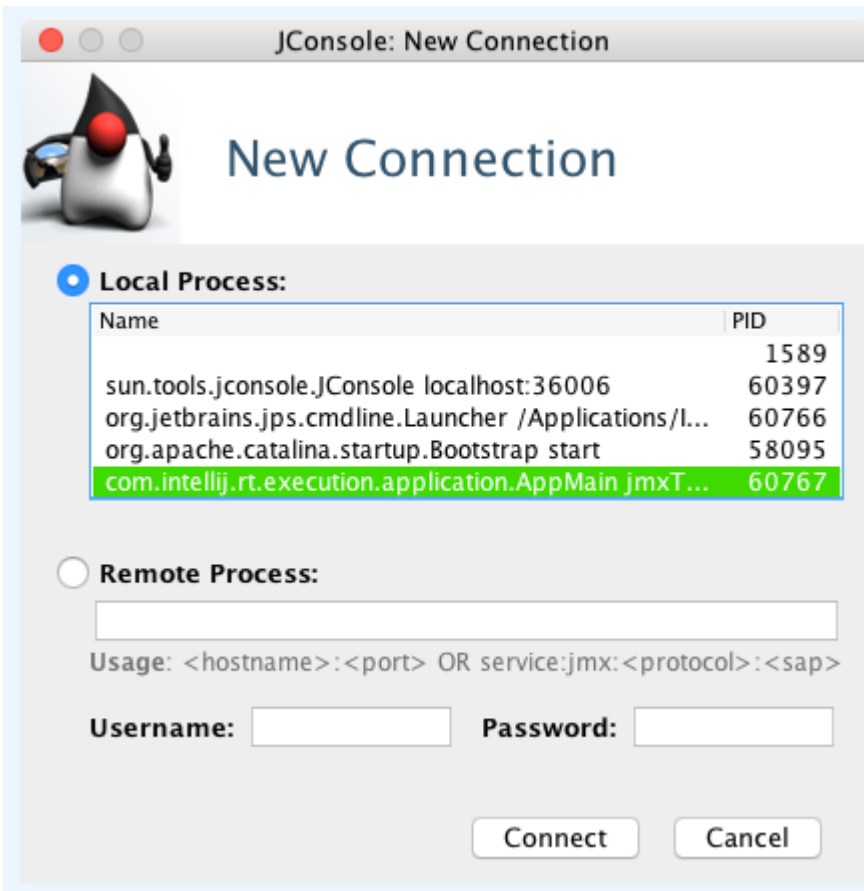 JConsole: New Connection
New Connection
Local Process:
Name PID
1589
sun.tools.jconsole.JConsole localhost:36006 60397
org.jetbrains.jps.cmdline.Launcher /Applications/I... 60766
org.apache.catalina.startup.Bootstrap start 58095
com.intellij.rt.execution.application.AppMain jmxT... 60767
Remote Process:
Usage: <hostname>:<port> OR service:jmx:<protocol>:<sap>
Username: Password:
Connect Cancel